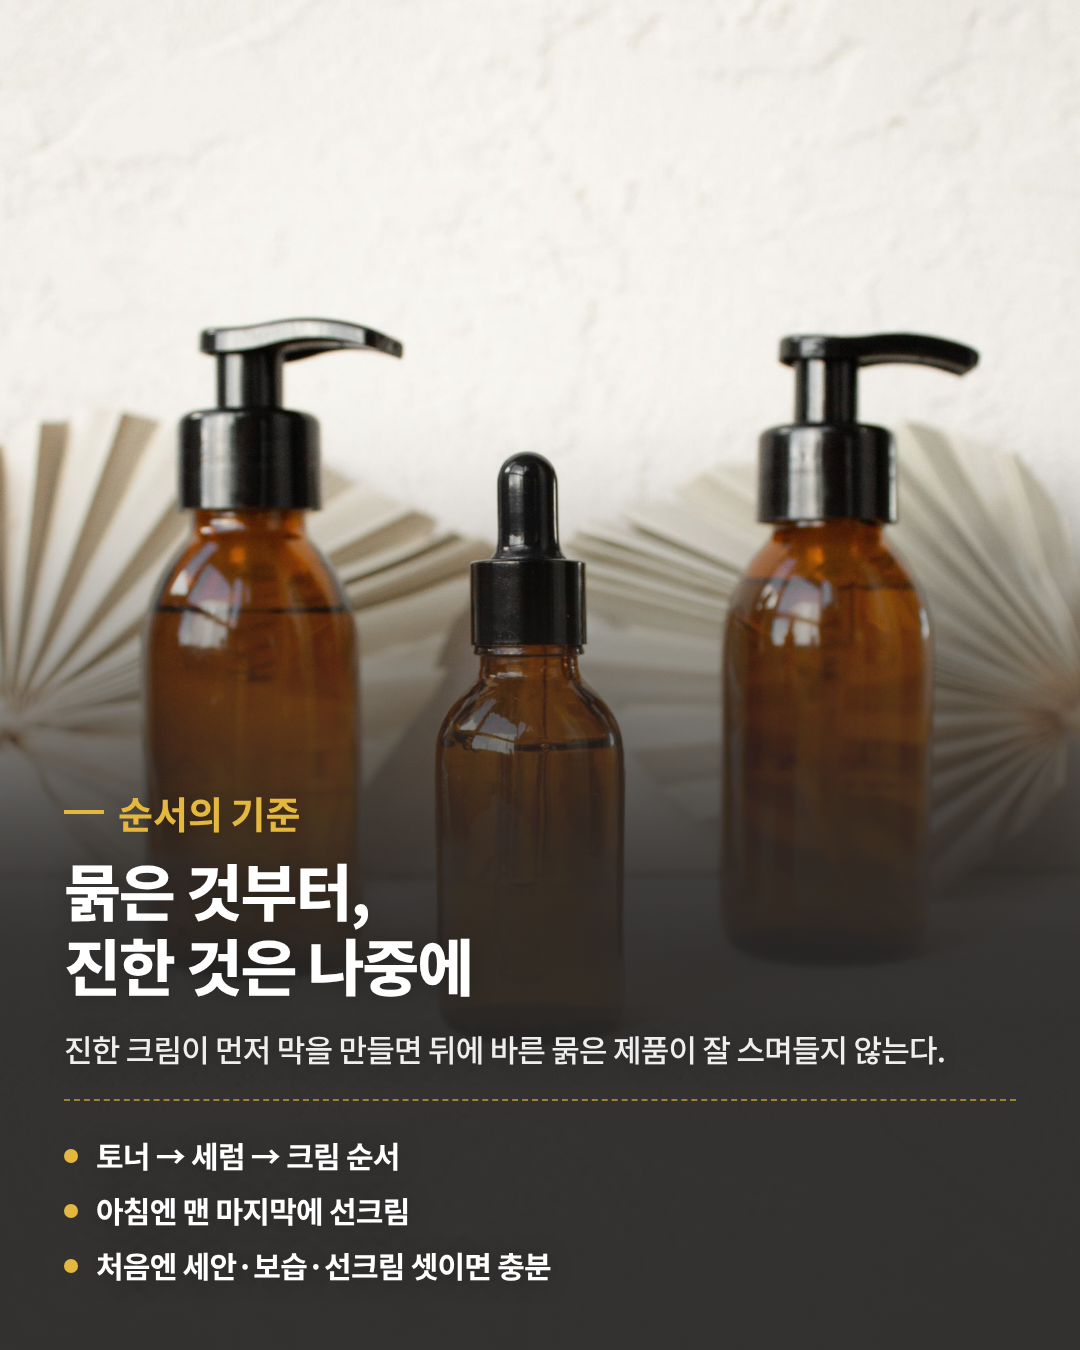 순서의 기준
묽은 것부터,
진한 것은 나중에
진한 크림이 먼저 막을 만들면 뒤에 바른 묽은 제품이 잘 스며들지 않는다.
토너 → 세럼 → 크림 순서
아침엔 맨 마지막에 선크림
처음엔 세안·보습·선크림 셋이면 충분